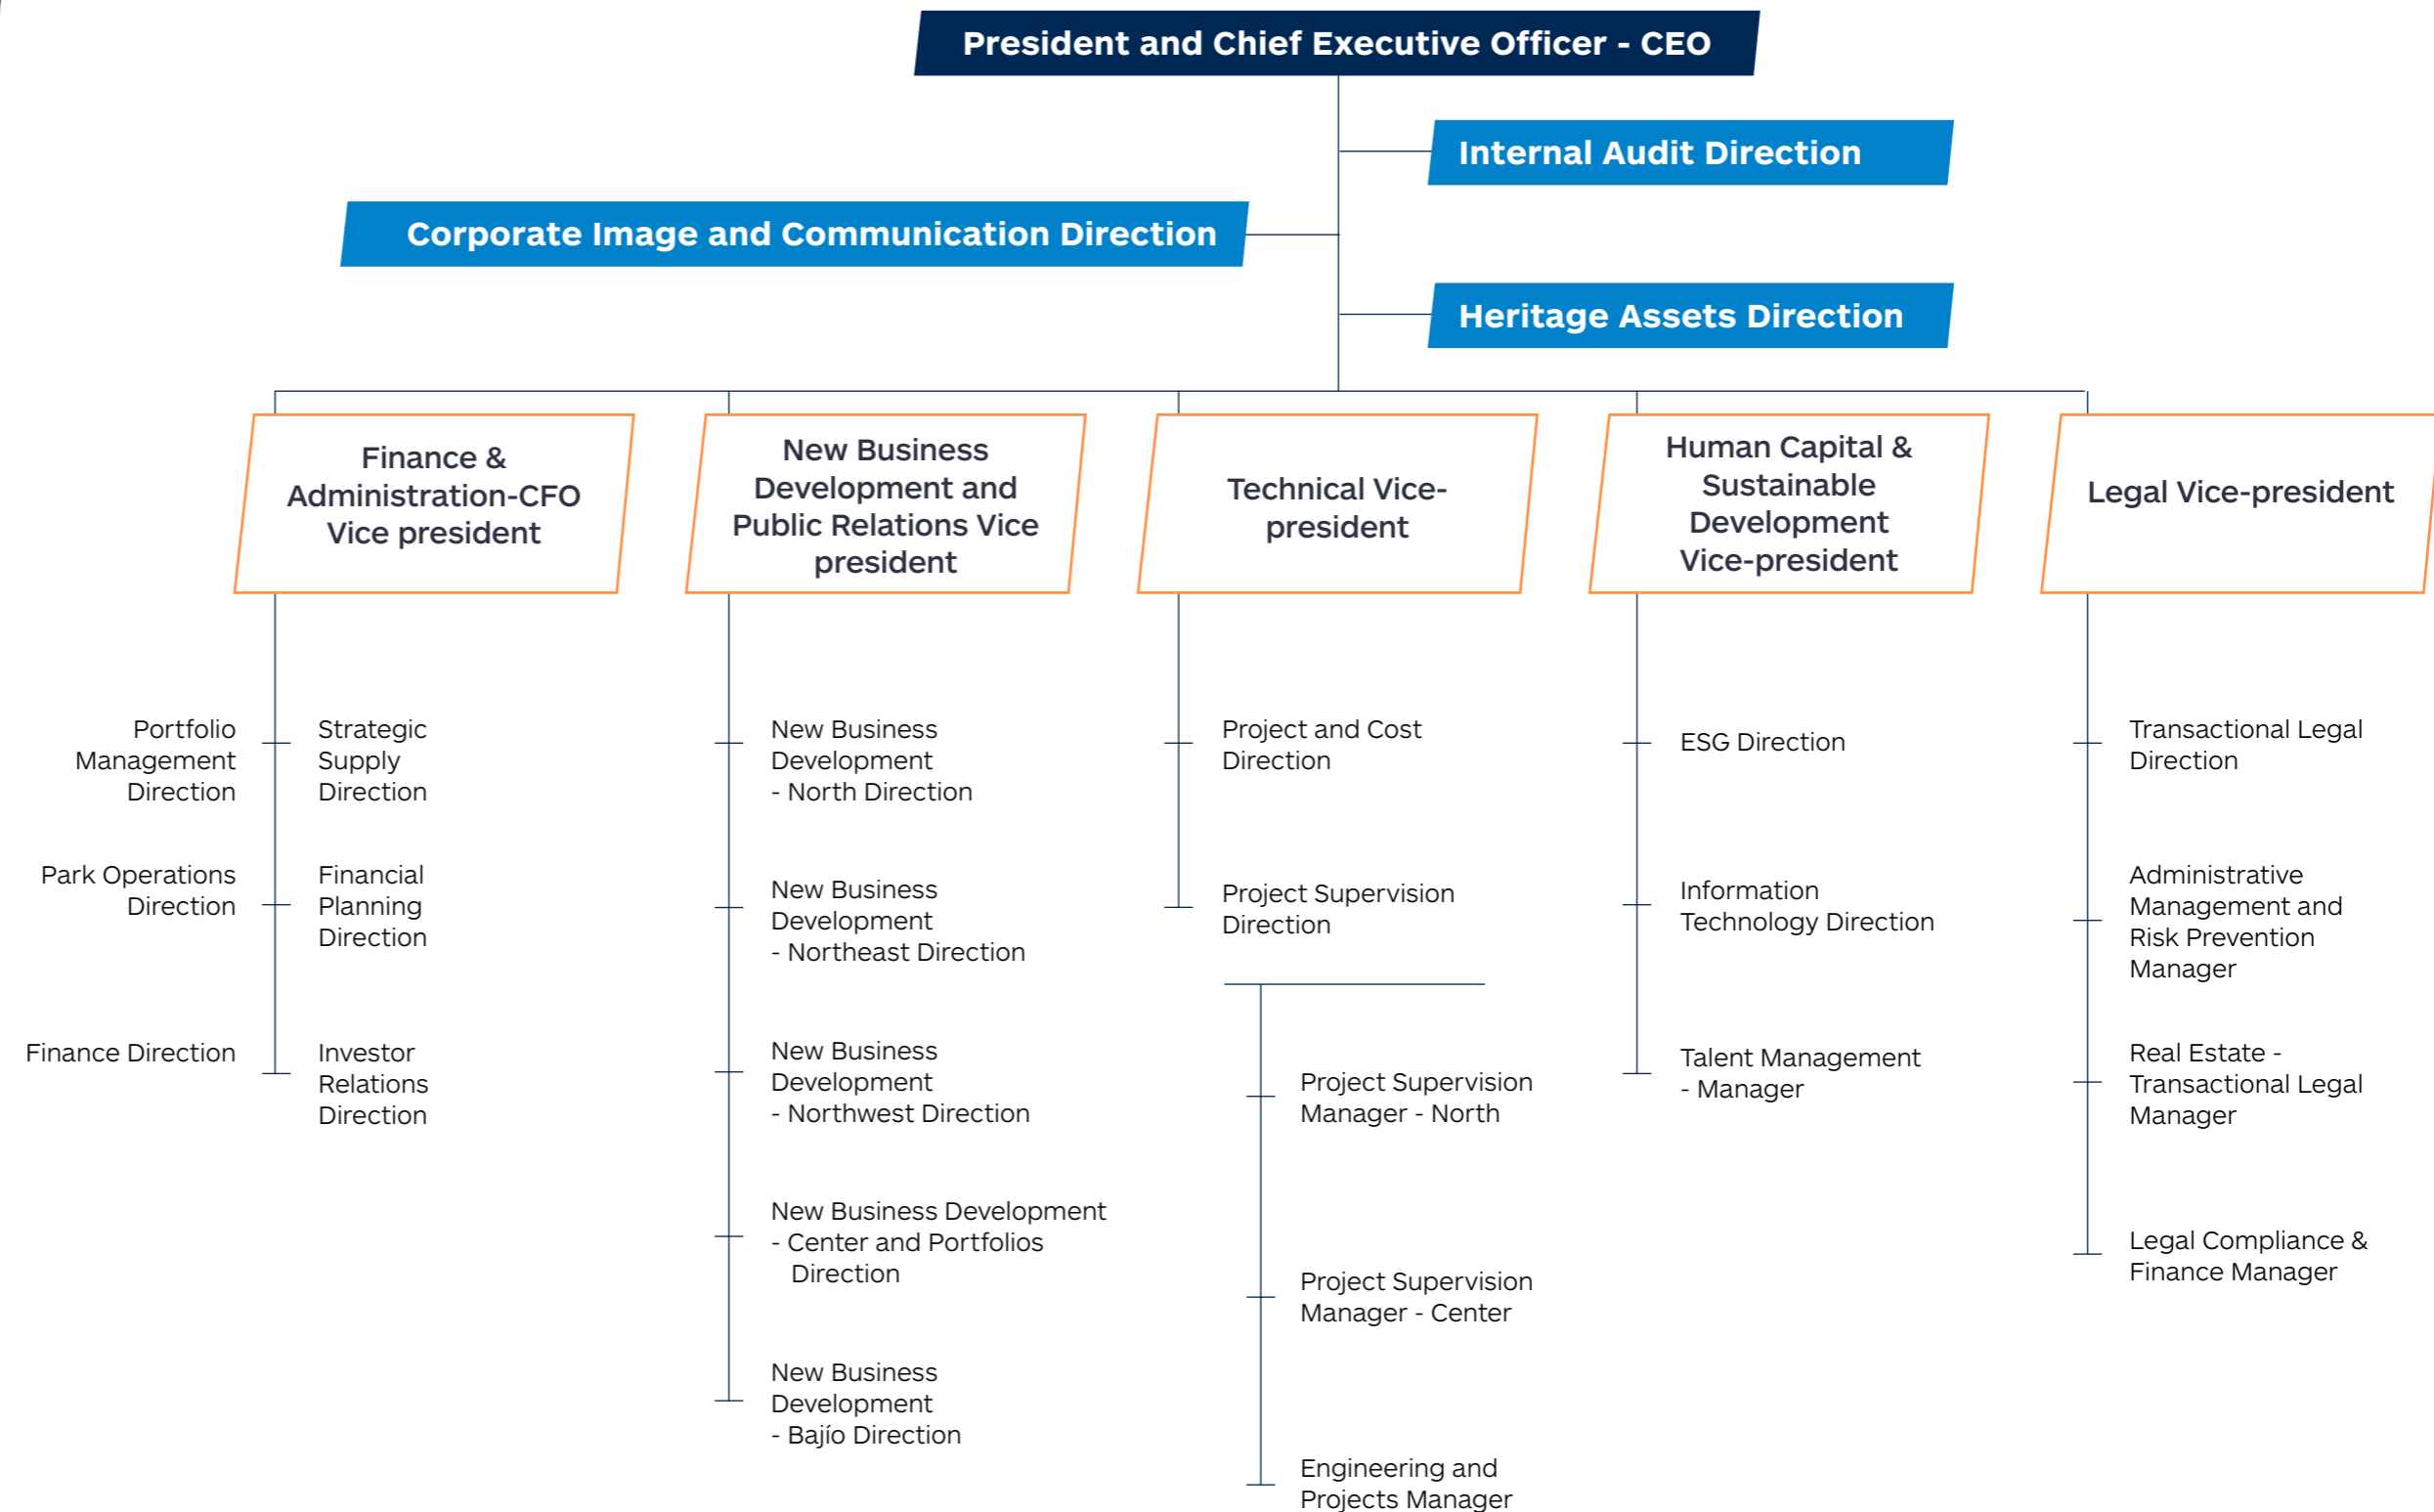 President and Chief Executive Officer - CEO
Internal Audit Direction
Corporate Image and Communication Direction
Heritage Assets Direction
Finance &
Administration-CFO
Vice president
New Business
Development and
Public Relations Vice
president
Technical Vice-
president
Human Capital &
Sustainable
Development
Vice-president
Legal Vice-president
Portfolio
Management
Direction
Park Operations
Direction
Finance Direction
Strategic
Supply
Direction
Financial
Planning
Direction
Investor
Relations
Direction
New Business
Development
- North Direction
New Business
Development
- Northeast Direction
New Business
Development
- Northwest Direction
New Business Development
- Center and Portfolios
Direction
New Business
Development
- Bajío Direction
Project and Cost
Direction
Project Supervision
Direction
Project Supervision
Manager - North
Project Supervision
Manager - Center
Engineering and
Projects Manager
ESG Direction
Information
Technology Direction
Talent Management
- Manager
Transactional Legal
Direction
Administrative
Management and
Risk Prevention
Manager
Real Estate -
Transactional Legal
Manager
Legal Compliance &
Finance Manager